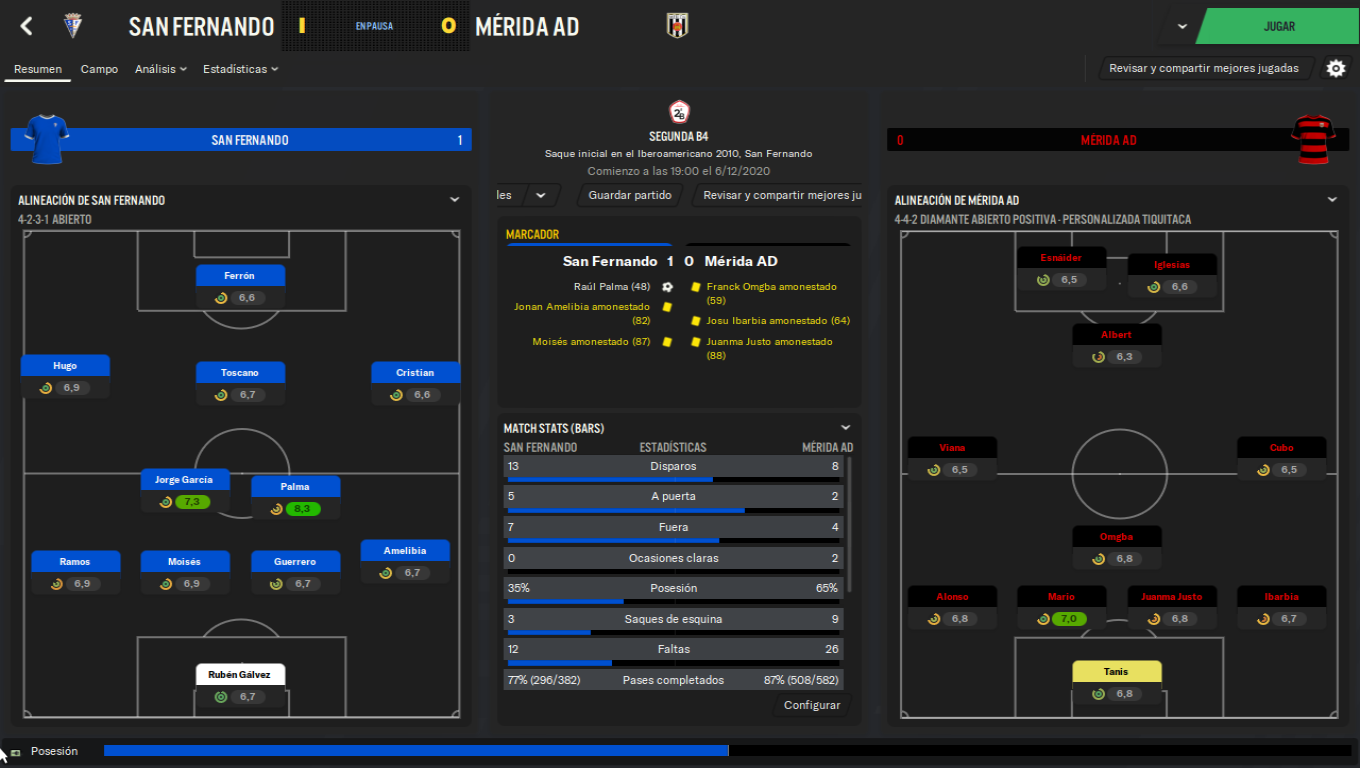 SAN FERNANDO
1
EN PAUSA
0
MÉRIDA AD
JUGAR
Resumen
Campo
Análisis
Estadísticas
Revisar y compartir mejores jugadas
SAN FERNANDO
1
2ªB
SEGUNDA B4
Saque inicial en el Iberoamericano 2010, San Fernando
Comienzo a las 19:00 el 6/12/2020
0
MÉRIDA AD
les
Guardar partido
Revisar y compartir mejores ju
ALINEACIÓN DE SAN FERNANDO
4-2-3-1 ABIERTO
Ferrón
6,6
Hugo
6,9
Toscano
6,7
Cristian
6,6
Jorge García
7,3
Palma
8,3
Ramos
6,9
Moisés
6,9
Guerrero
6,7
Amelibia
6,7
Rubén Gálvez
6,7
MARCADOR
San Fernando 1 0 Mérida AD
Raúl Palma (48)
Jonan Amelibia amonestado
(82)
Moisés amonestado (87)
Franck Omgba amonestado
(59)
Josu Ibarbia amonestado (64)
Juanma Justo amonestado
(88)
MATCH STATS (BARS)
SAN FERNANDO ESTADÍSTICAS MÉRIDA AD
13 Disparos 8
5 A puerta 2
7 Fuera 4
0 Ocasiones claras 2
35% Posesión 65%
3 Saques de esquina 9
12 Faltas 26
77% (296/382) Pases completados 87% (508/582)
Configurar
ALINEACIÓN DE MÉRIDA AD
4-4-2 DIAMANTE ABIERTO POSITIVA - PERSONALIZADA TIQUITACA
Esnáider
6,5
Iglesias
6,6
Albert
6,3
Viana
6,5
Cubo
6,5
Omgba
6,8
Alonso
6,8
Mario
7,0
Juanma Justo
6,8
Ibarbia
6,7
Tanis
6,8
Posesión